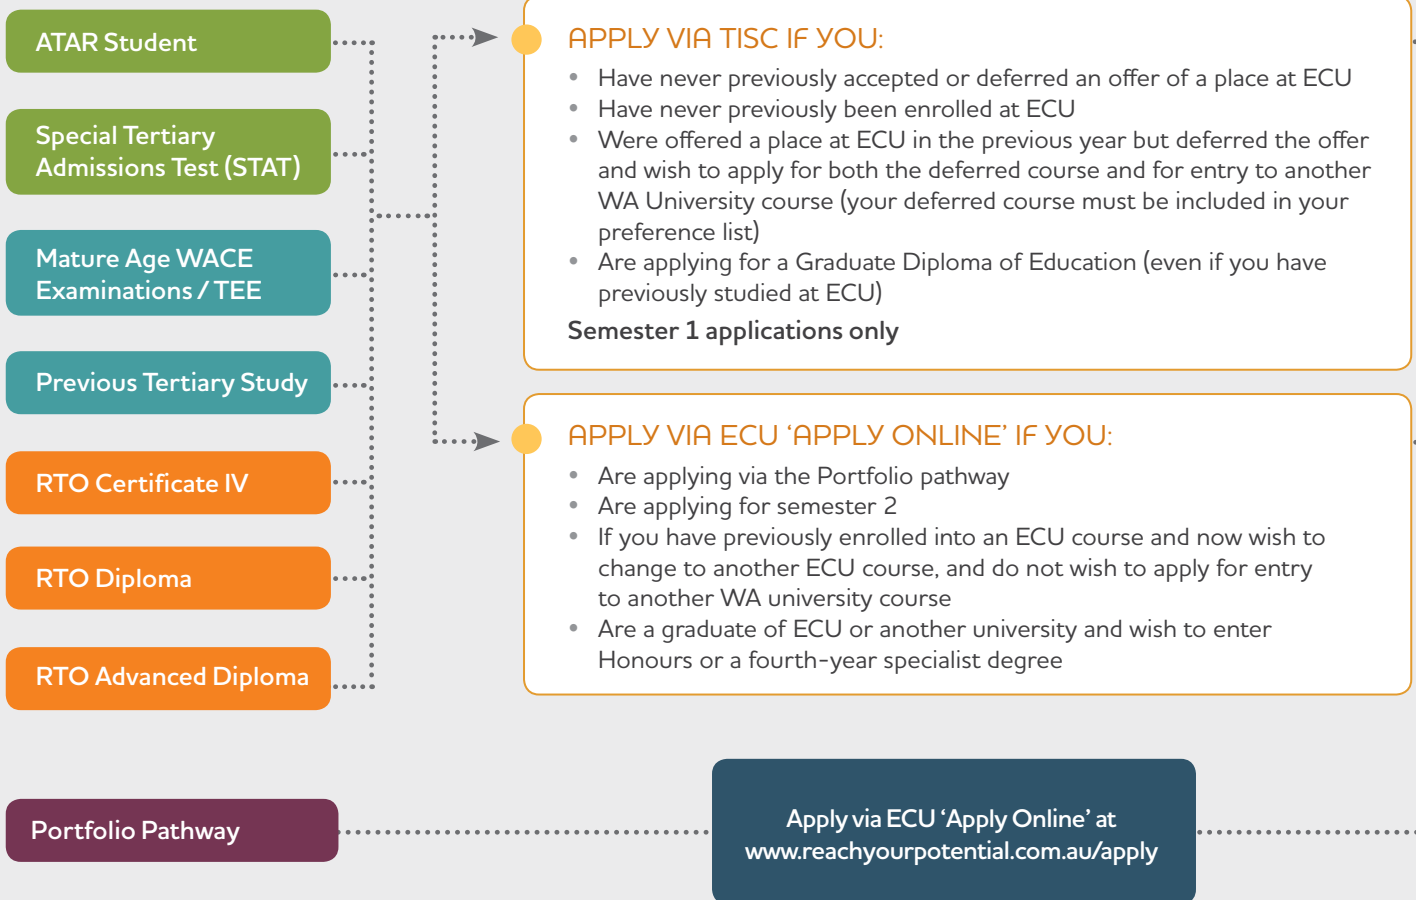 ATAR Student
Special Tertiary
Admissions Test (STAT)
Mature Age WACE
Examinations / TEE
Previous Tertiary Study
RTO Certificate IV
RTO Diploma
RTO Advanced Diploma
APPLY VIA TISC IF YOU:
• Have never previously accepted or deferred an offer of a place at ECU
• Have never previously been enrolled at ECU
• Were offered a place at ECU in the previous year but deferred the offer
and wish to apply for both the deferred course and for entry to another
WA University course (your deferred course must be included in your
preference list)
• Are applying for a Graduate Diploma of Education (even if you have
previously studied at ECU)
Semester 1 applications only
APPLY VIA ECU ‘APPLY ONLINE’ IF YOU:
• Are applying via the Portfolio pathway
• Are applying for semester 2
• If you have previously enrolled into an ECU course and now wish to
change to another ECU course, and do not wish to apply for entry
to another WA university course
• Are a graduate of ECU or another university and wish to enter
Honours or a fourth-year specialist degree
Portfolio Pathway
Apply via ECU ‘Apply Online’ at
www.reachyourpotential.com.au/apply